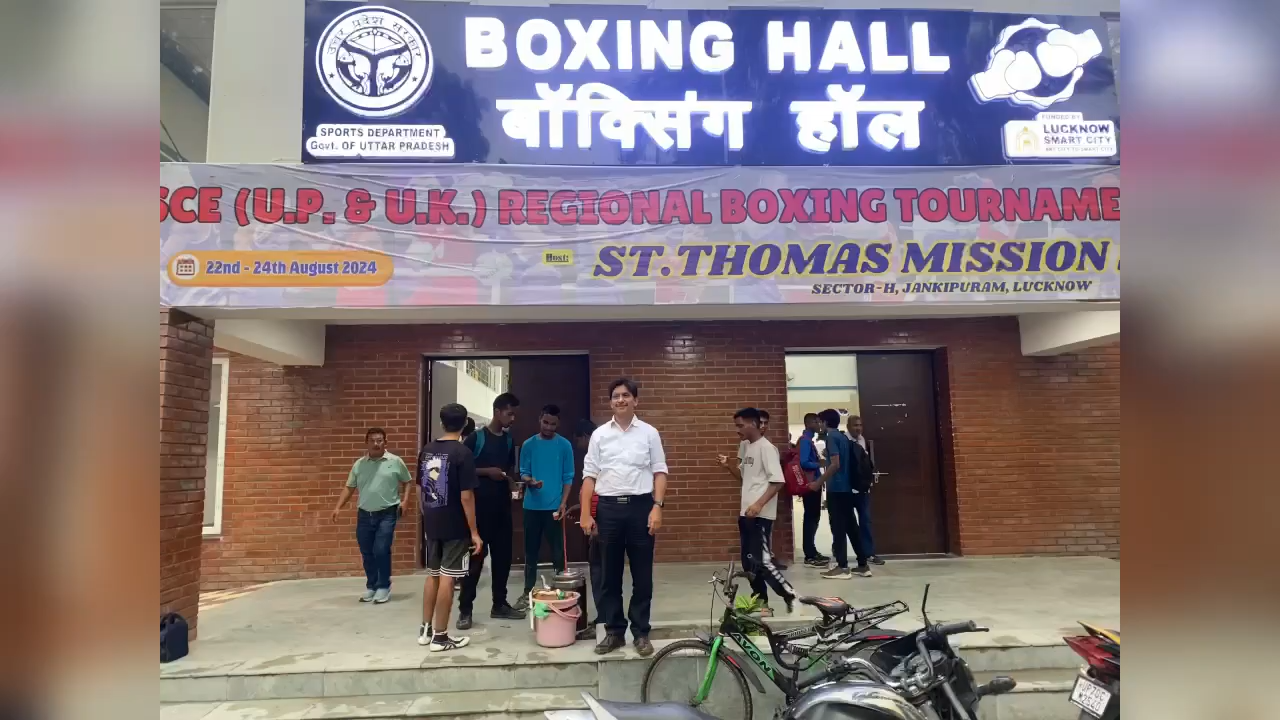 उत्तर प्रदेश सरकार
BOXING HALL
बॉक्सिंग हॉल
SPORTS DEPARTMENT
Govt. OF UTTAR PRADESH
FUNDED BY
LUCKNOW
SMART CITY
SCE (U.P. & U.K.) REGIONAL BOXING TOURNAME
22nd - 24th August 2024
Host:
ST. THOMAS MISSION
SECTOR-H, JANKIPURAM, LUCKNOW
AVON
UP70C